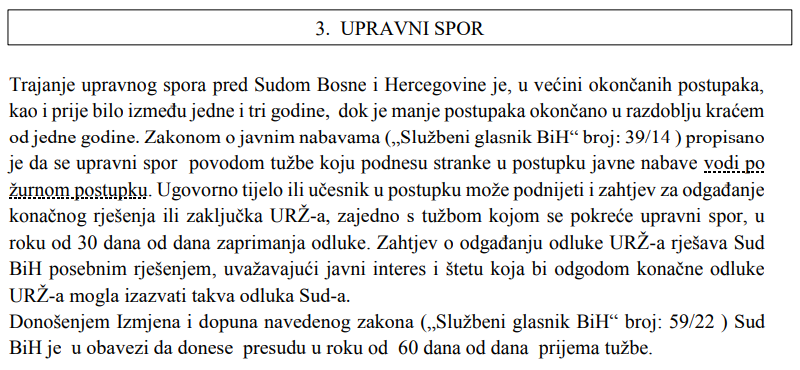 3. UPRAVNI SPOR
Trajanje upravnog spora pred Sudom Bosne i Hercegovine je, u većini okončanih postupaka,
kao i prije bilo između jedne i tri godine, dok je manje postupaka okončano u razdoblju kraćem
od jedne godine. Zakonom o javnim nabavama („Službeni glasnik BiH“ broj: 39/14 ) propisano
je da se upravni spor povodom tužbe koju podnesu stranke u postupku javne nabave vodi po
žurnom postupku. Ugovorno tijelo ili učesnik u postupku može podnijeti i zahtjev za odgađanje
konačnog rješenja ili zaključka URŽ-a, zajedno s tužbom kojom se pokreće upravni spor, u
roku od 30 dana od dana zaprimanja odluke. Zahtjev o odgađanju odluke URŽ-a rješava Sud
BiH posebnim rješenjem, uvažavajući javni interes i štetu koja bi odgodom konačne odluke
URŽ-a mogla izazvati takva odluka Sud-a.
Donošenjem Izmjena i dopuna navedenog zakona („Službeni glasnik BiH“ broj: 59/22 ) Sud
BiH je u obavezi da donese presudu u roku od 60 dana od dana prijema tužbe.